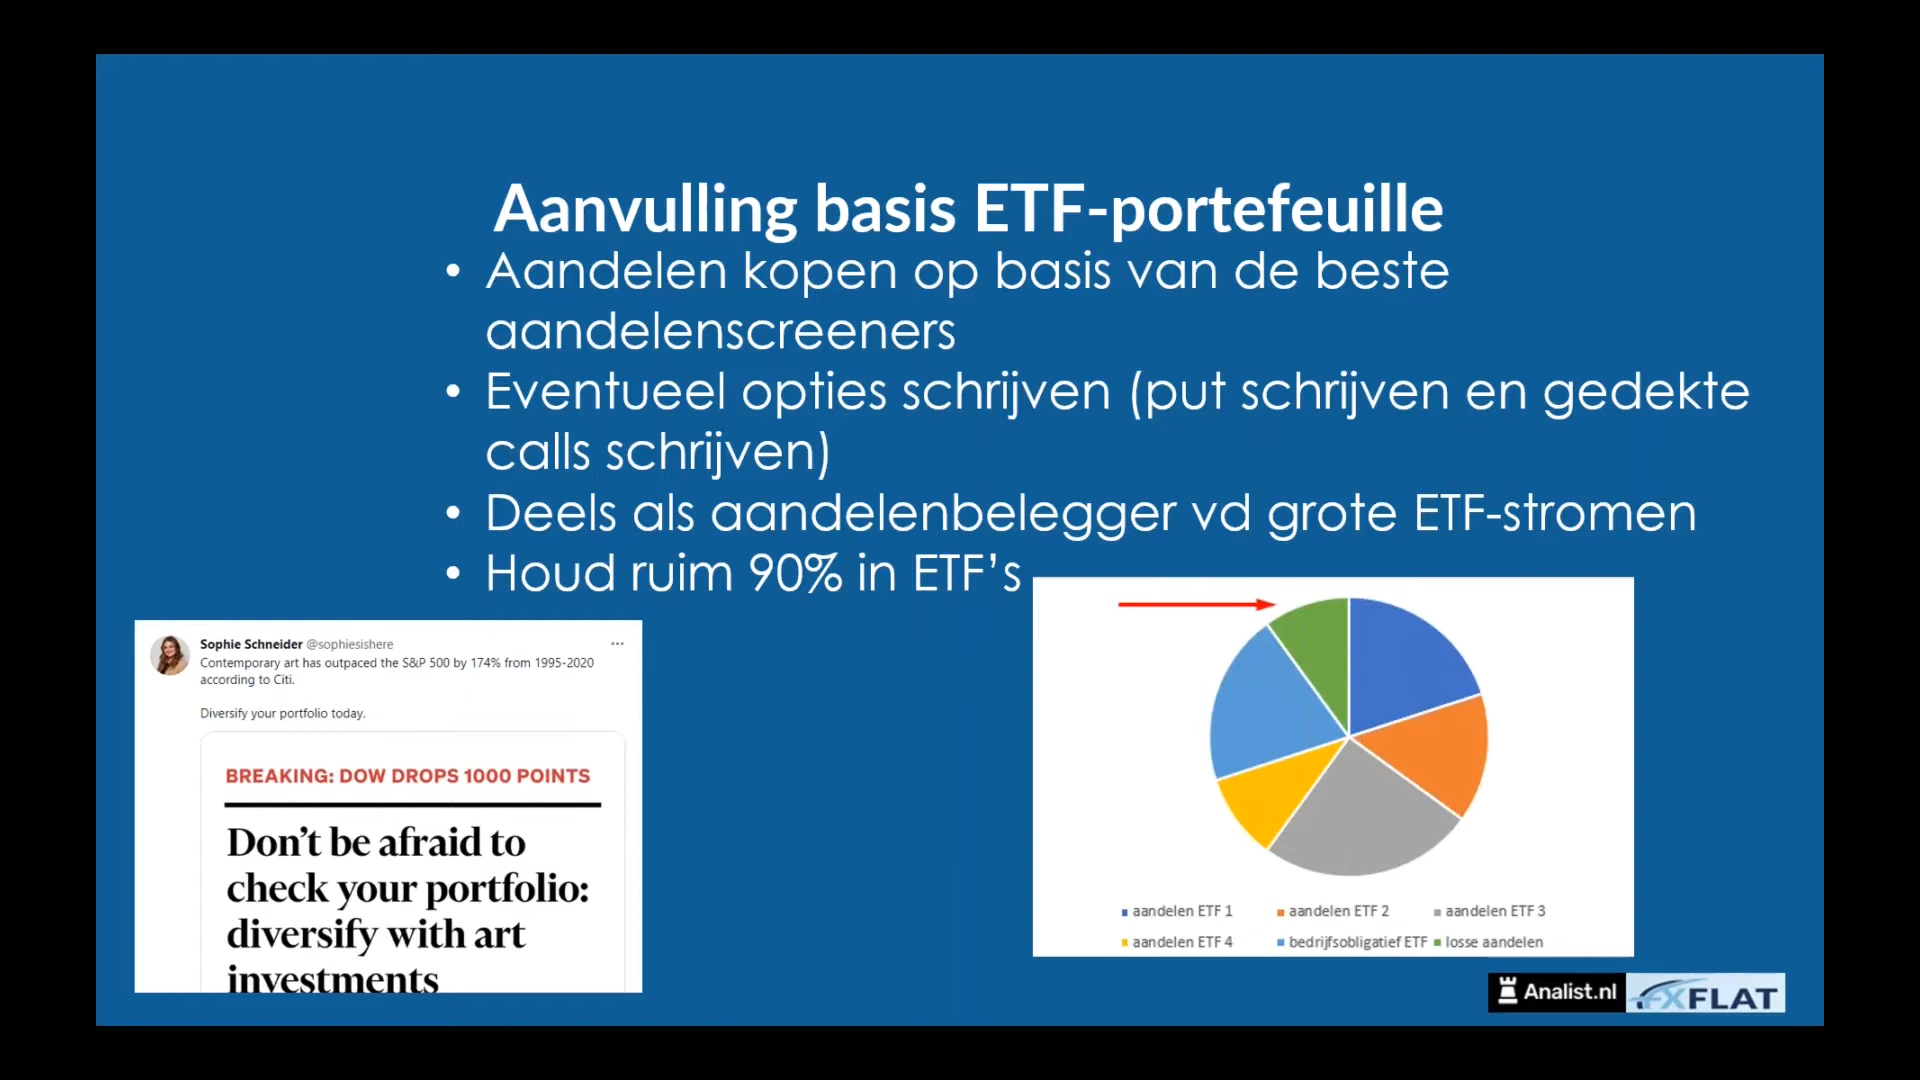 Aanvulling basis ETF-portefeuille
• Aandelen kopen op basis van de beste
aandelenscreeners
• Eventueel opties schrijven (put schrijven en gedekte
calls schrijven)
• Deels als aandelenbelegger vd grote ETF-stromen
• Houd ruim 90% in ETF’s
Sophie Schneider @sophiesishere
Contemporary art has outpaced the S&P 500 by 174% from 1995-2020
according to Citi.
Diversify your portfolio today.
BREAKING: DOW DROPS 1000 POINTS
Don’t be afraid to
check your portfolio:
diversify with art
investments
aandelen ETF 1 aandelen ETF 2 aandelen ETF 3
aandelen ETF 4 bedrijfsobligatief ETF losse aandelen
Analist.nl FXFLAT